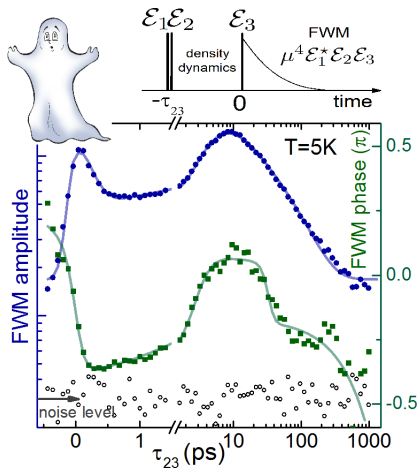 ℰ₁ℰ₂ ℰ₃ FWM
μ⁴ℰ₁*ℰ₂ℰ₃
density
dynamics
-τ₂₃ 0 time
T=5K
FWM amplitude
FWM phase (π)
0.5
0.0
-0.5
noise level
0 1 10 100 1000
τ₂₃ (ps)